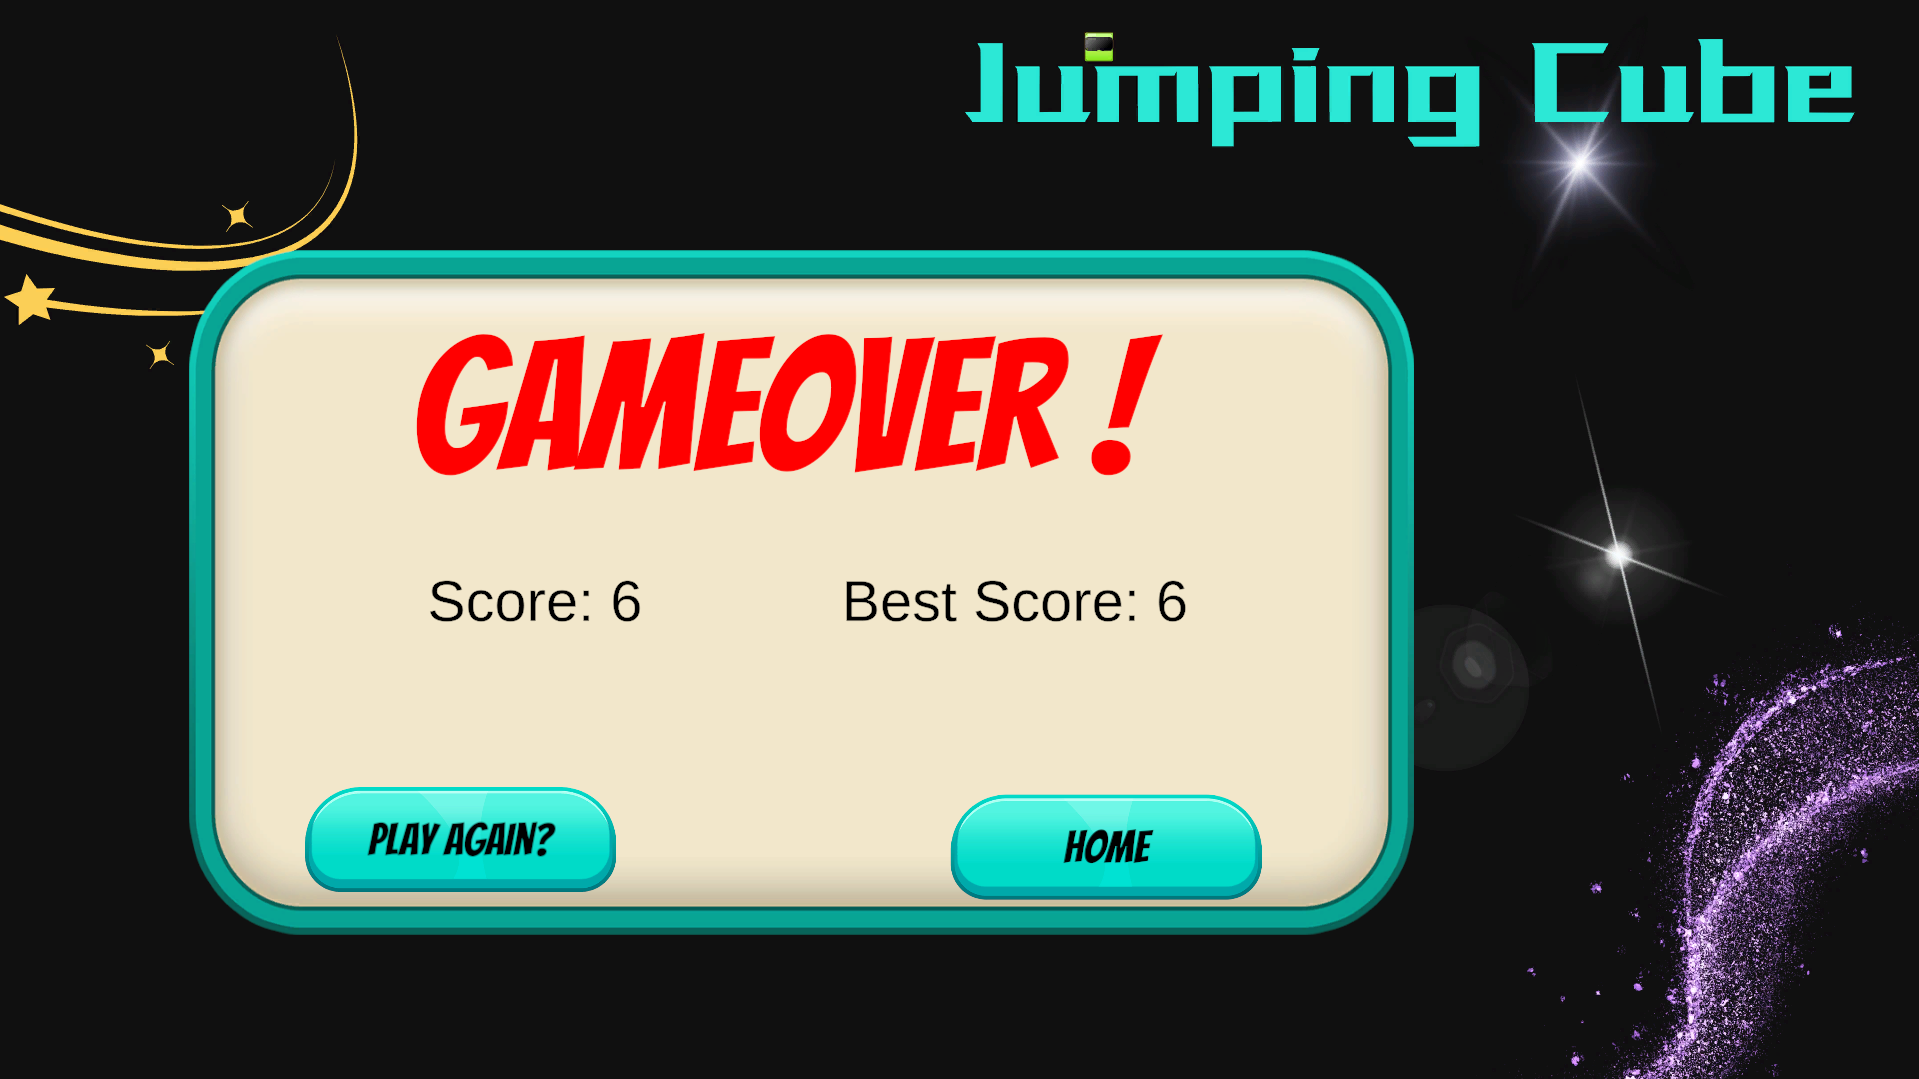 Jumping Cube
GAMEOVER !
Score: 6
Best Score: 6
PLAY AGAIN?
HOME